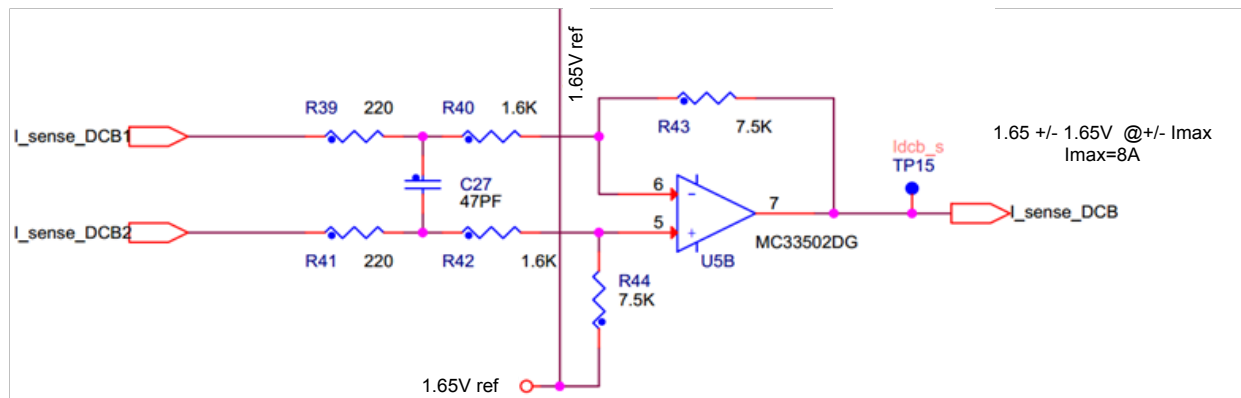 1.65V ref
R39 220 R40 1.6K
R43
7.5K
I_sense_DCB1
1.65 +/- 1.65V @+/- Imax
Imax=8A
Idcb_s
TP15
C27
47PF
6
7
5
I_sense_DCB2
I_sense_DCB
MC33502DG
U5B
R41 220 R42 1.6K
R44
7.5K
1.65V ref